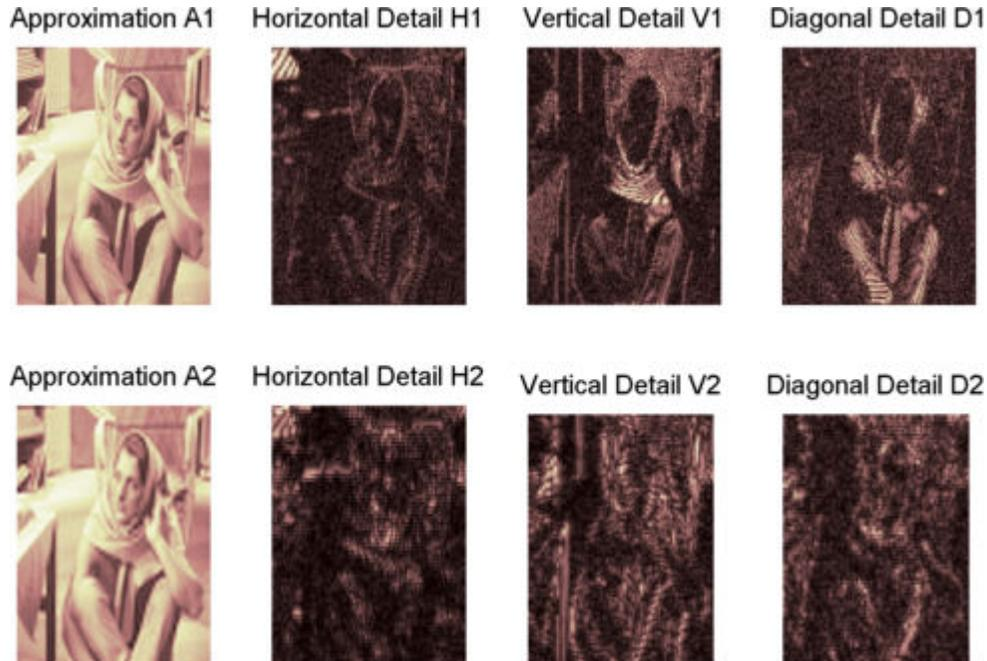 Approximation A1
Horizontal Detail H1
Vertical Detail V1
Diagonal Detail D1
Approximation A2
Horizontal Detail H2
Vertical Detail V2
Diagonal Detail D2